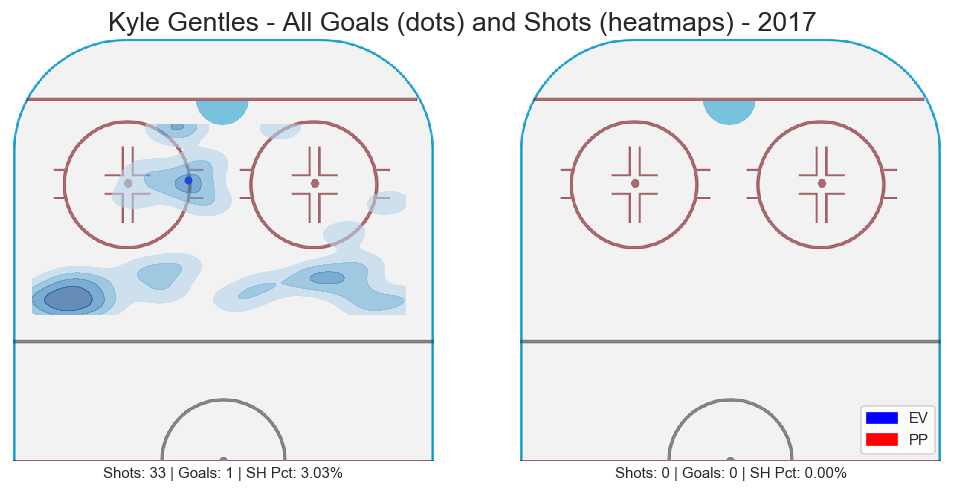 Kyle Gentles - All Goals (dots) and Shots (heatmaps) - 2017
EV
PP
Shots: 33 | Goals: 1 | SH Pct: 3.03%
Shots: 0 | Goals: 0 | SH Pct: 0.00%